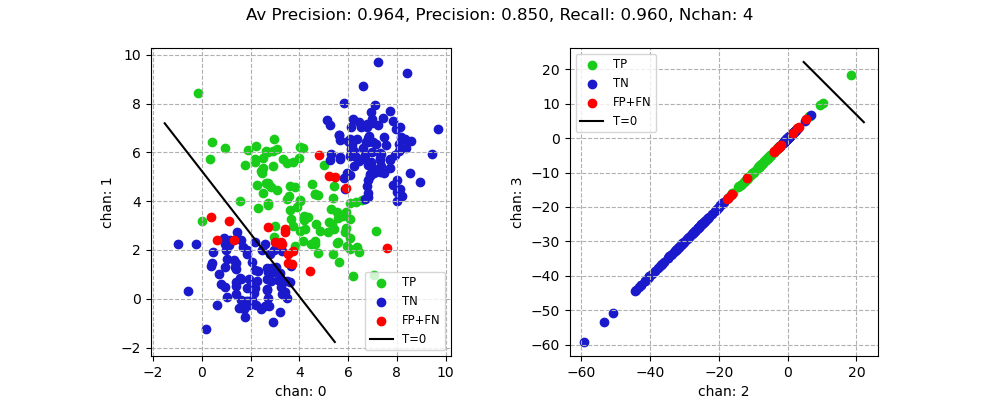 Av Precision: 0.964, Precision: 0.850, Recall: 0.960, Nchan: 4
chan: 1
10
8
6
4
2
0
−2
TP
TN
FP+FN
T=0
−2 0 2 4 6 8 10
chan: 0
chan: 3
20
10
0
−10
−20
−30
−40
−50
−60
TP
TN
FP+FN
T=0
−60 −40 −20 0 20
chan: 2